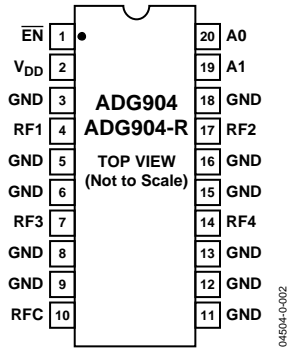 EN 1 20 A0
VDD 2 19 A1
GND 3 18 GND
ADG904
RF1 4 17 RF2
ADG904-R
GND 5 16 GND
TOP VIEW
(Not to Scale)
GND 6 15 GND
RF3 7 14 RF4
GND 8 13 GND
GND 9 12 GND
RFC 10 11 GND
04504-0-002